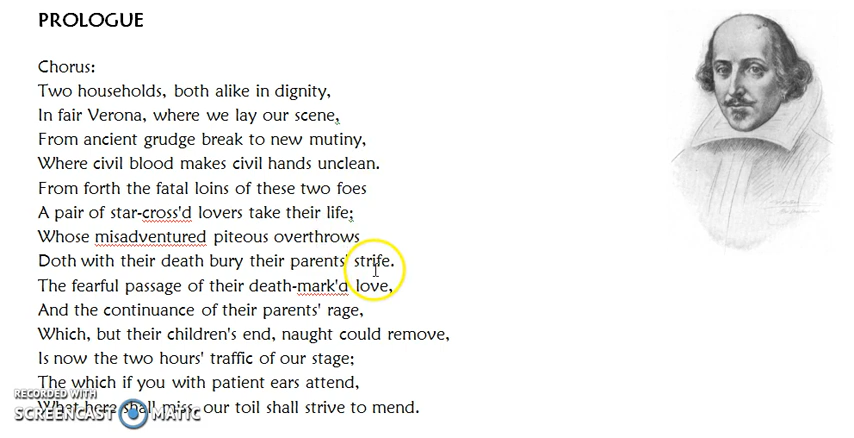 PROLOGUE
Chorus:
Two households, both alike in dignity,
In fair Verona, where we lay our scene,
From ancient grudge break to new mutiny,
Where civil blood makes civil hands unclean.
From forth the fatal loins of these two foes
A pair of star-cross'd lovers take their life;
Whose misadventured piteous overthrows
Doth with their death bury their parents' strife.
The fearful passage of their death-mark'd love,
And the continuance of their parents' rage,
Which, but their children's end, naught could remove,
Is now the two hours' traffic of our stage;
The which if you with patient ears attend,
What here shall miss, our toil shall strive to mend.
RECORDED WITH
SCREENCAST MATIC